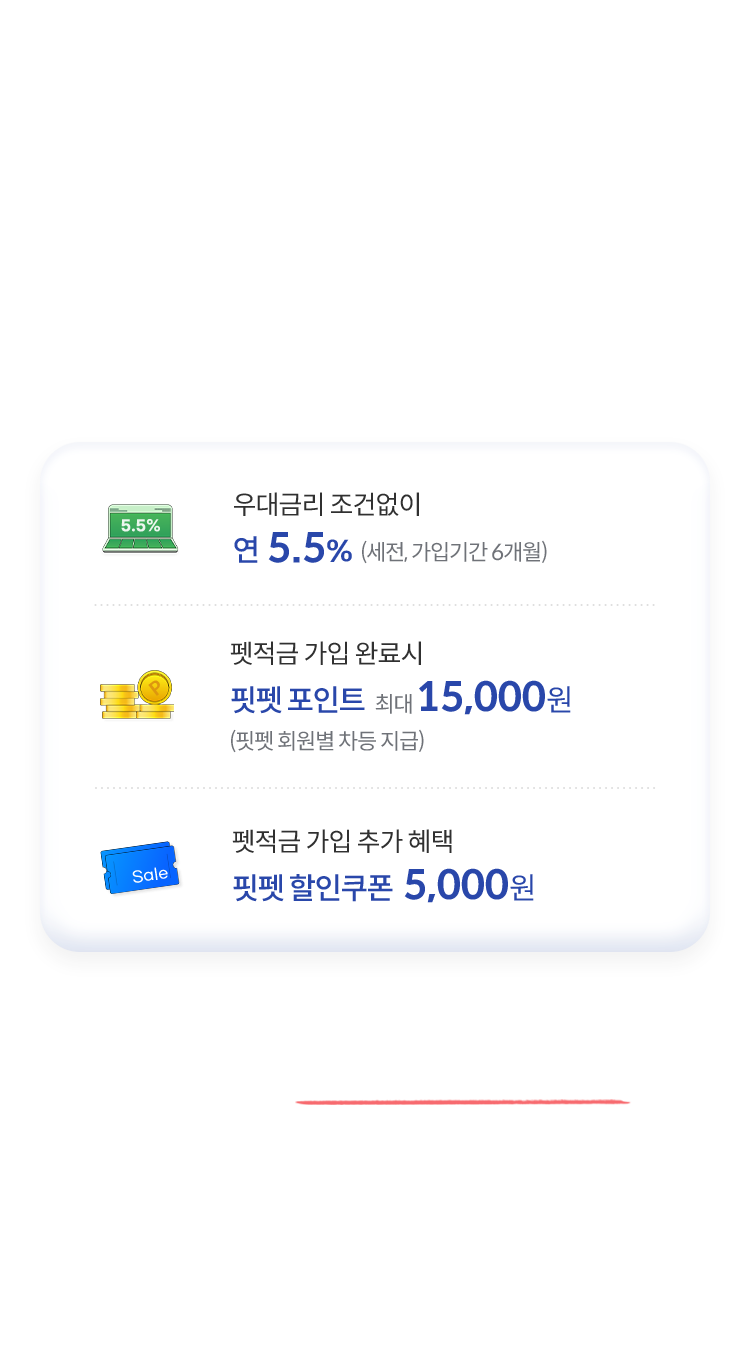 5.5%
우대금리 조건없이
연 5.5% (세전, 가입기간 6개월)
펫적금 가입 완료시
P
핏펫 포인트 최대 15,000원
(핏펫 회원별 차등 지급)
펫적금 가입 추가 혜택
Sale
핏펫 할인쿠폰 5,000원